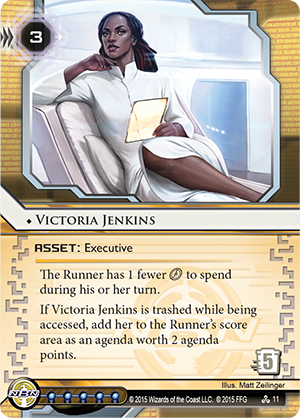 3
◆ Victoria Jenkins
ASSET: Executive
The Runner has 1 fewer to spend
during his or her turn.
If Victoria Jenkins is trashed while being
accessed, add her to the Runner's score
area as an agenda worth 2 agenda
points.
5
Illus. Matt Zeilinger
NBN
© 2015 Wizards of the Coast LLC. © 2015 FFG
11